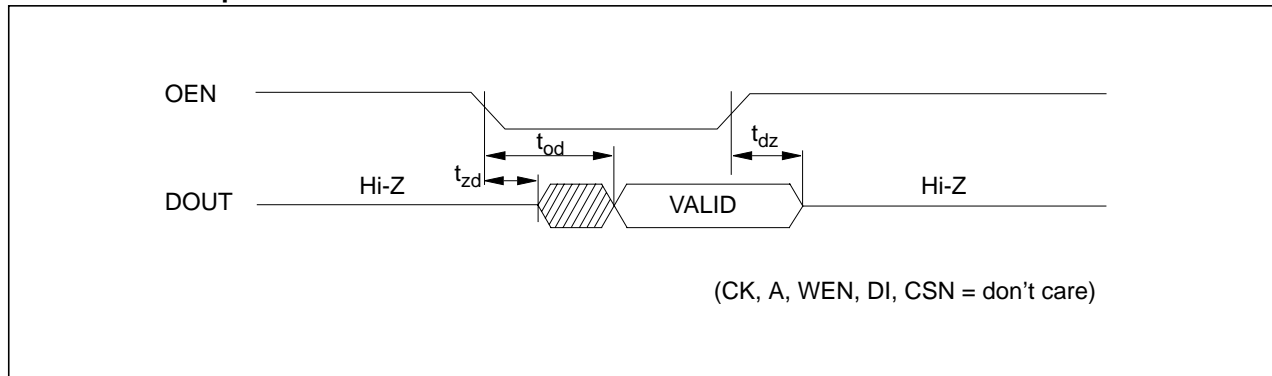 OEN
t_od
t_dz
t_zd
Hi-Z
Hi-Z
DOUT
VALID
(CK, A, WEN, DI, CSN = don't care)